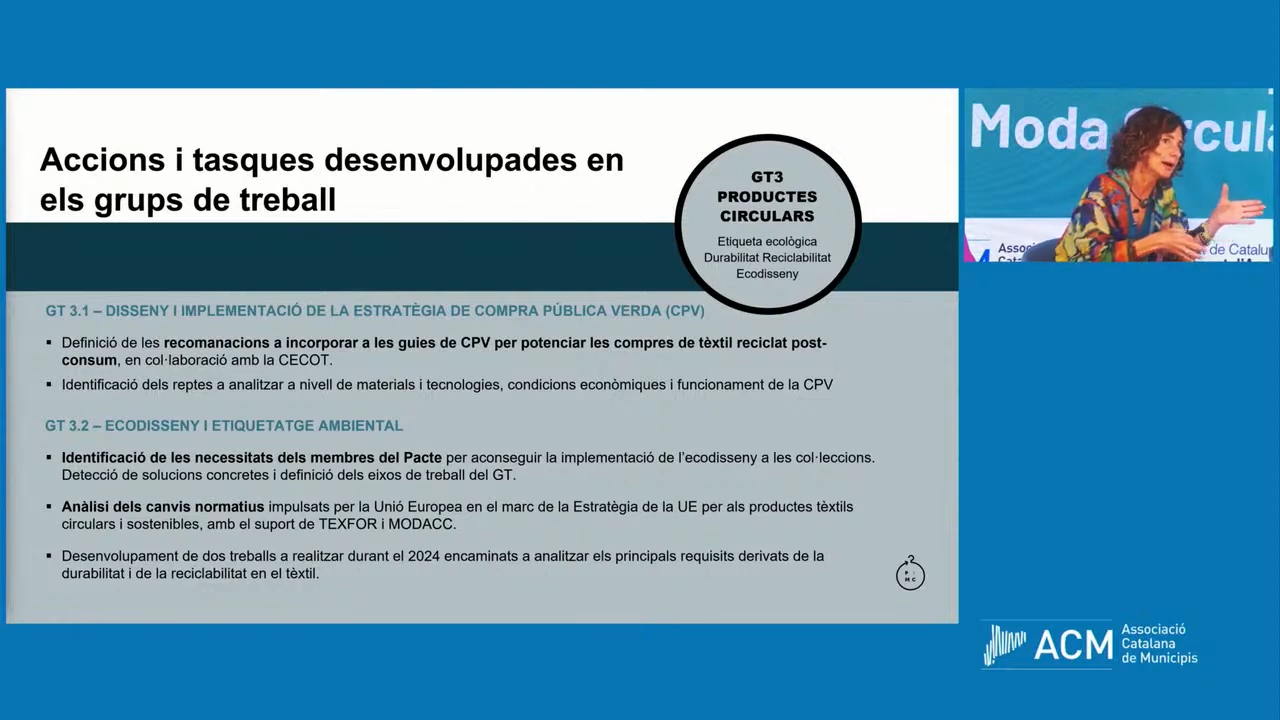 Accions i tasques desenvolupades en
els grups de treball
GT3
PRODUCTES
CIRCULARS
Etiqueta ecològica
Durabilitat Reciclabilitat
Ecodisseny
GT 3.1 – DISSENY I IMPLEMENTACIÓ DE LA ESTRATÈGIA DE COMPRA PÚBLICA VERDA (CPV)
▪ Definició de les recomanacions a incorporar a les guies de CPV per potenciar les compres de tèxtil reciclat post-
consum, en col·laboració amb la CECOT.
▪ Identificació dels reptes a analitzar a nivell de materials i tecnologies, condicions econòmiques i funcionament de la CPV
GT 3.2 – ECODISSENY I ETIQUETATGE AMBIENTAL
▪ Identificació de les necessitats dels membres del Pacte per aconseguir la implementació de l’ecodisseny a les col·leccions.
Detecció de solucions concretes i definició dels eixos de treball del GT.
▪ Anàlisi dels canvis normatius impulsats per la Unió Europea en el marc de la Estratègia de la UE per als productes tèxtils
circulars i sostenibles, amb el suport de TEXFOR i MODACC.
▪ Desenvolupament de dos treballs a realitzar durant el 2024 encaminats a analitzar els principals requisits derivats de la
durabilitat i de la reciclabilitat en el tèxtil.
Moda
de Catalu
ACM
Associació
Catalana
de Municipis